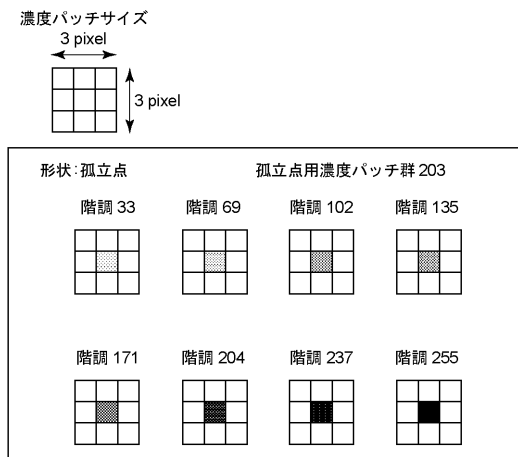 濃度パッチサイズ
3 pixel
3 pixel
形状:孤立点
孤立点用濃度パッチ群 203
階調 33
階調 69
階調 102
階調 135
階調 171
階調 204
階調 237
階調 255